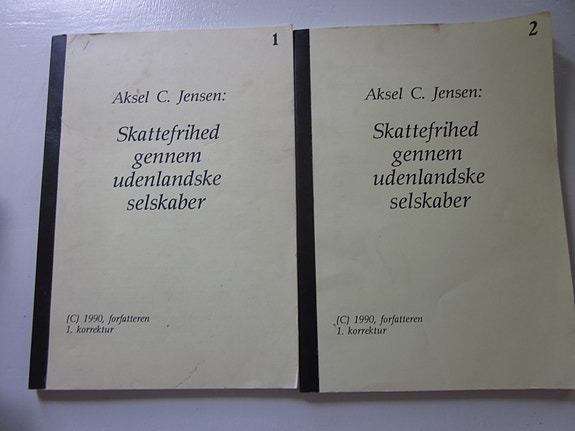 1
Aksel C. Jensen:
Skattefrihed
gennem
udenlandske
selskaber
(C) 1990, forfatteren
1. korrektur
2
Aksel C. Jensen:
Skattefrihed
gennem
udenlandske
selskaber
(C) 1990, forfatteren
1. korrektur